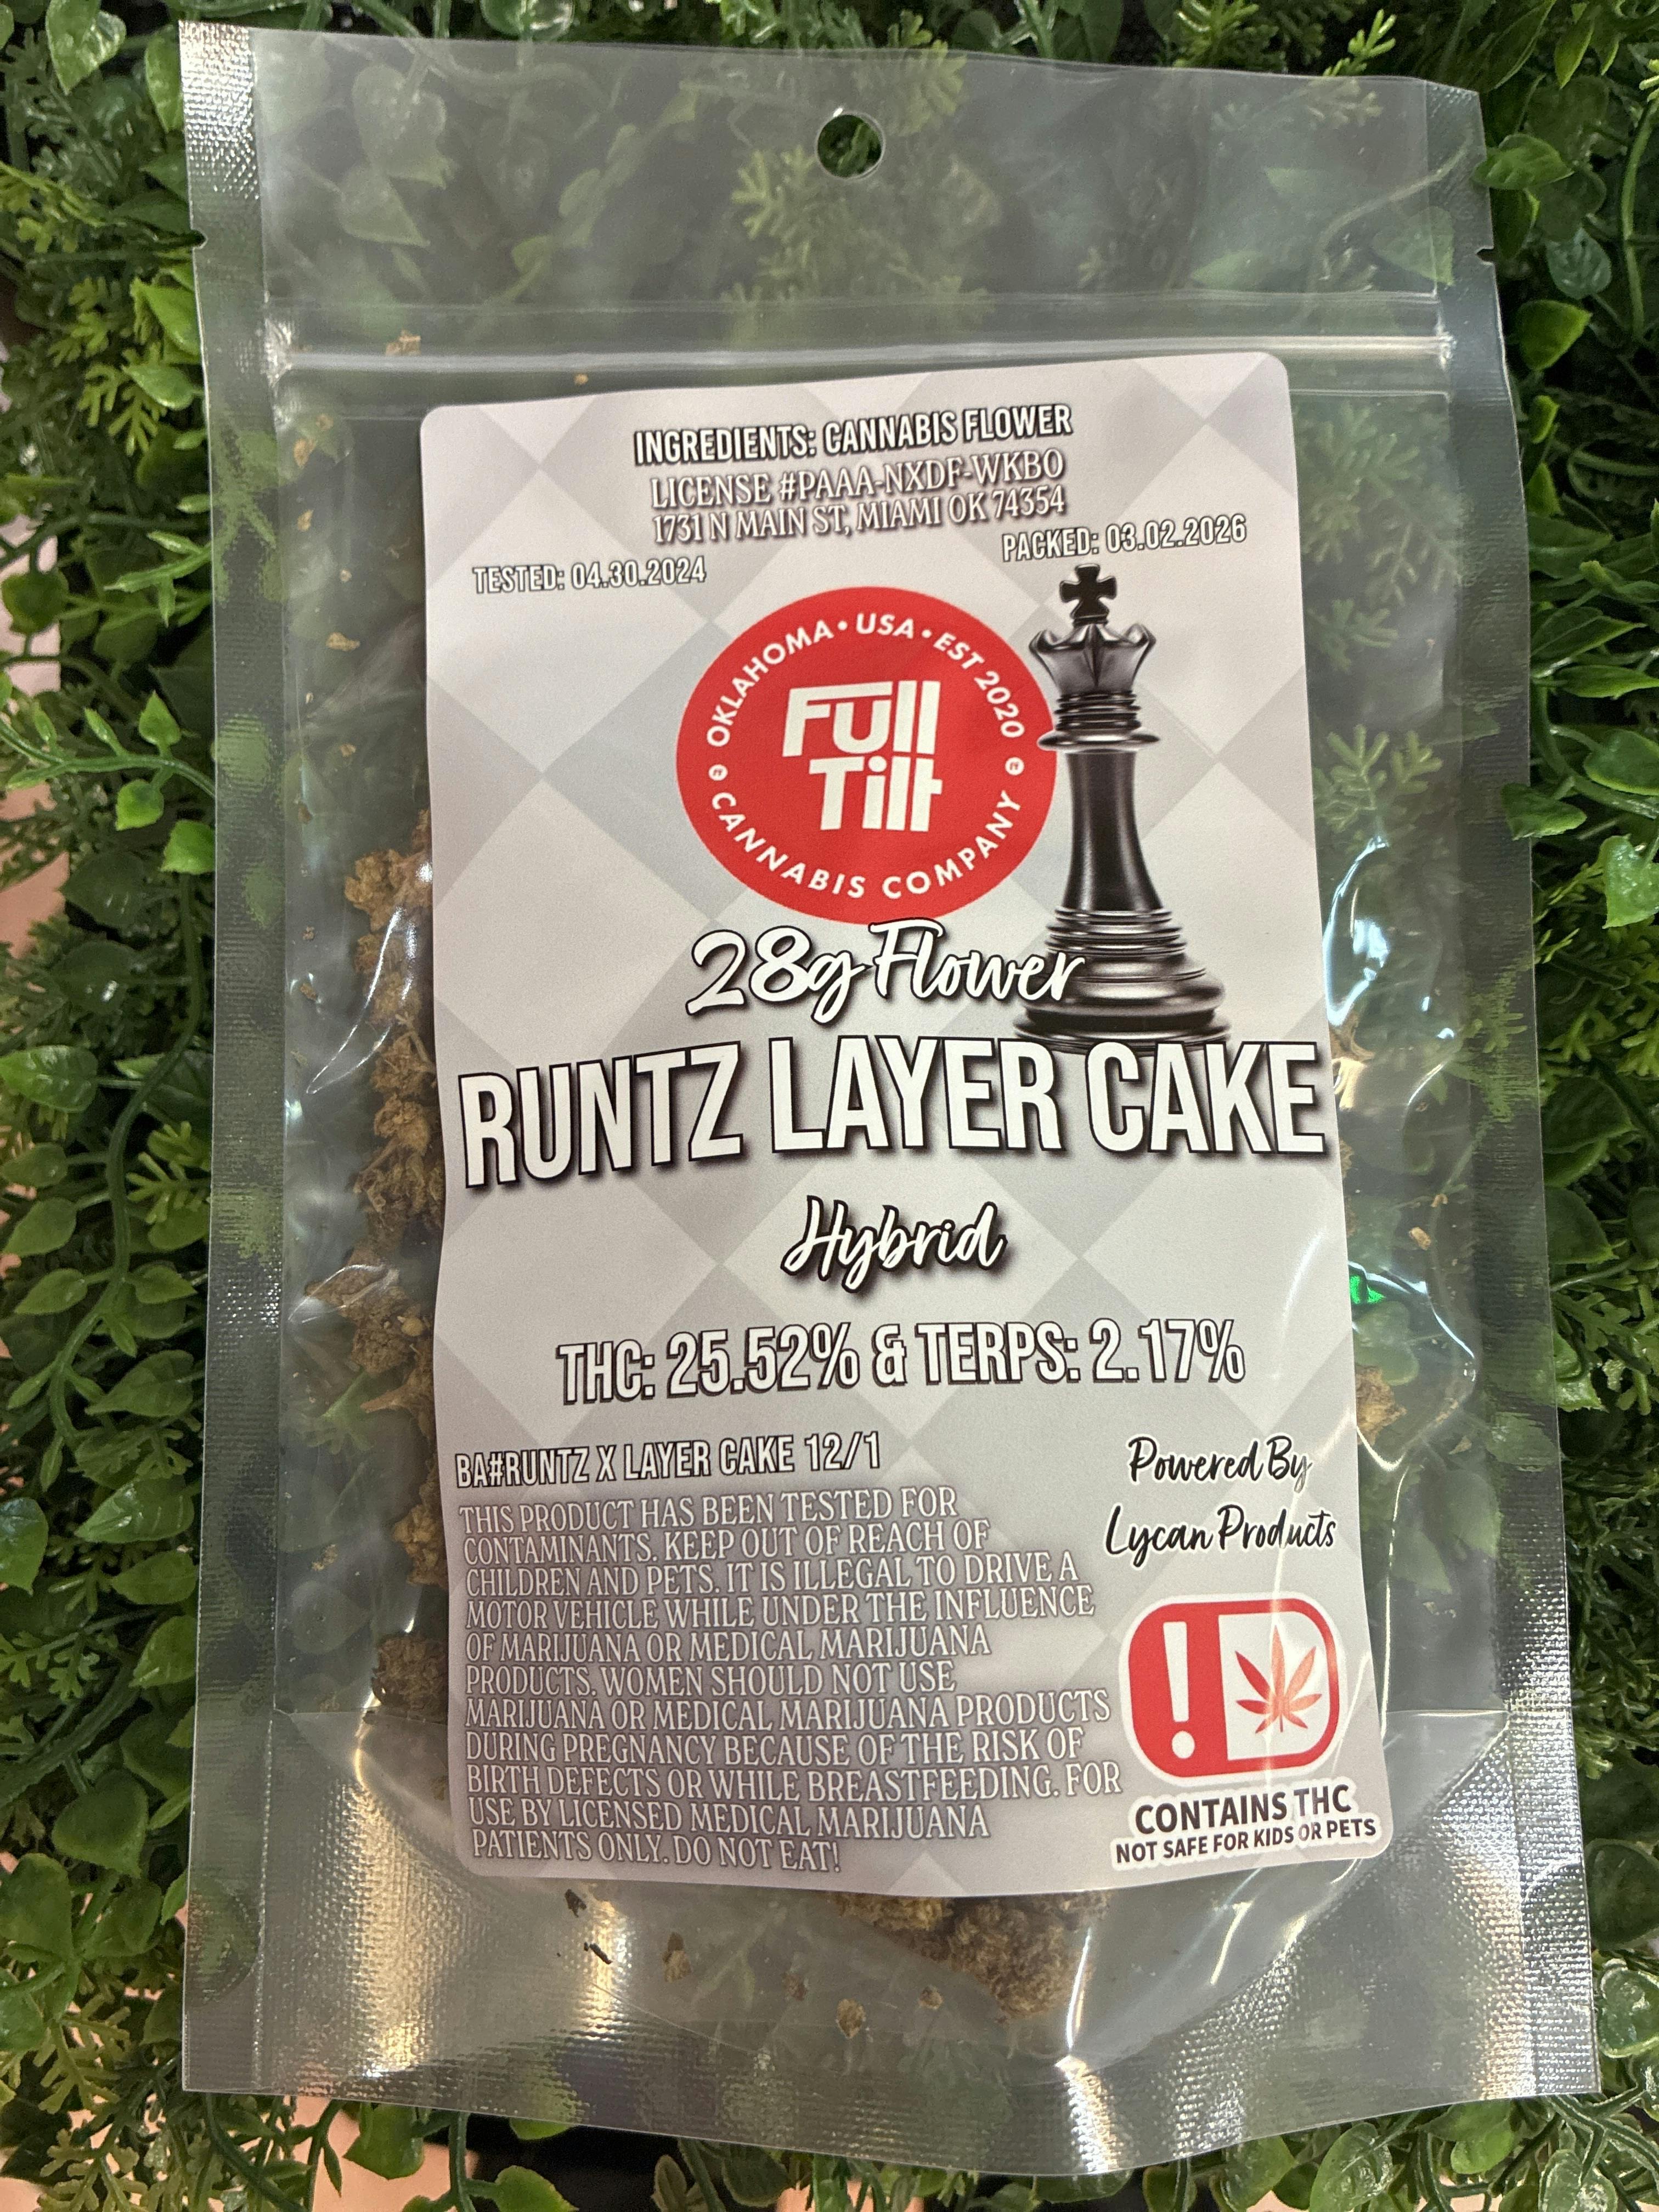 INGREDIENTS: CANNABIS FLOWER
LICENSE #PAAA-NXDF-WKBO
1731 N MAIN ST, MIAMI OK 74354
TESTED: 04.30.2024
PACKED: 03.02.2026
OKLAHOMA • USA • EST 2020
Full
Tilt
CANNABIS COMPANY
28g Flower
RUNTZ LAYER CAKE
Hybrid
THC: 25.52% & TERPS: 2.17%
BA#RUNTZ X LAYER CAKE 12/1
THIS PRODUCT HAS BEEN TESTED FOR
CONTAMINANTS. KEEP OUT OF REACH OF
CHILDREN AND PETS. IT IS ILLEGAL TO DRIVE A
MOTOR VEHICLE WHILE UNDER THE INFLUENCE
OF MARIJUANA OR MEDICAL MARIJUANA
PRODUCTS. WOMEN SHOULD NOT USE
MARIJUANA OR MEDICAL MARIJUANA PRODUCTS
DURING PREGNANCY BECAUSE OF THE RISK OF
BIRTH DEFECTS OR WHILE BREASTFEEDING. FOR
USE BY LICENSED MEDICAL MARIJUANA
PATIENTS ONLY. DO NOT EAT!
Powered By
Lycan Products
!
CONTAINS THC
NOT SAFE FOR KIDS OR PETS